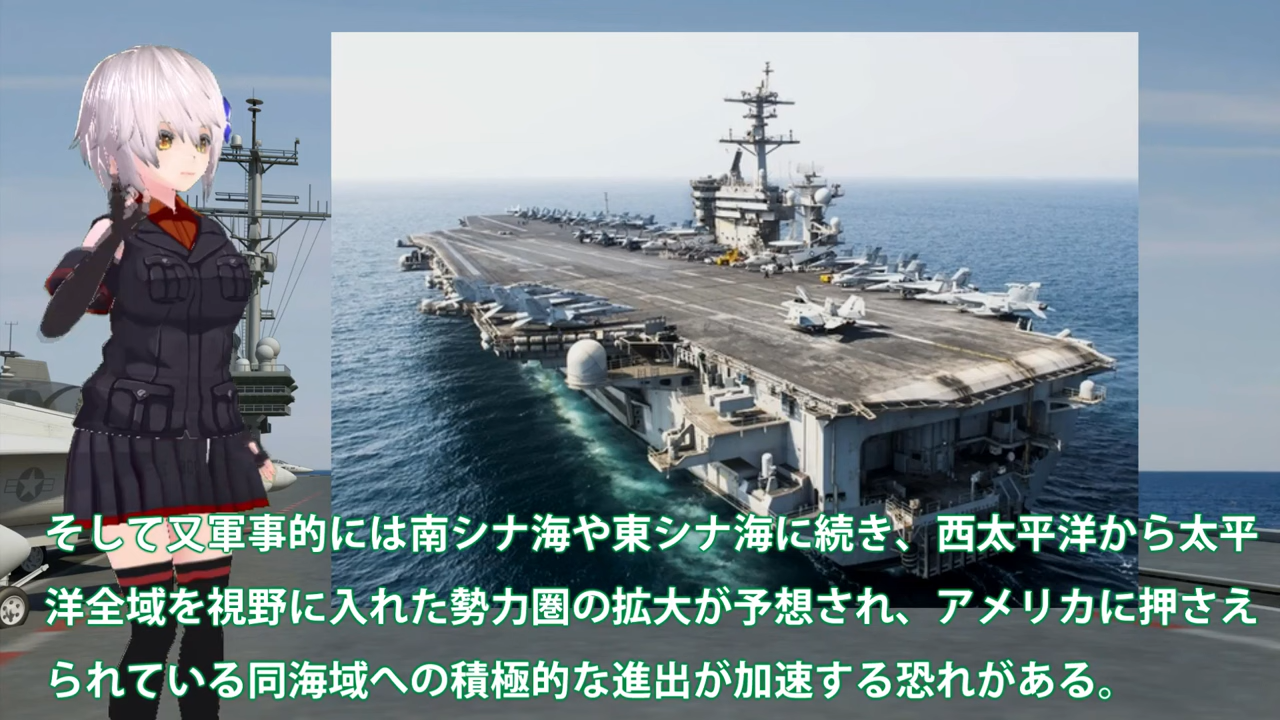 そして又軍事的には南シナ海や東シナ海に続き、西太平洋から太平
洋全域を視野に入れた勢力圏の拡大が予想され、アメリカに押さえ
られている同海域への積極的な進出が加速する恐れがある。